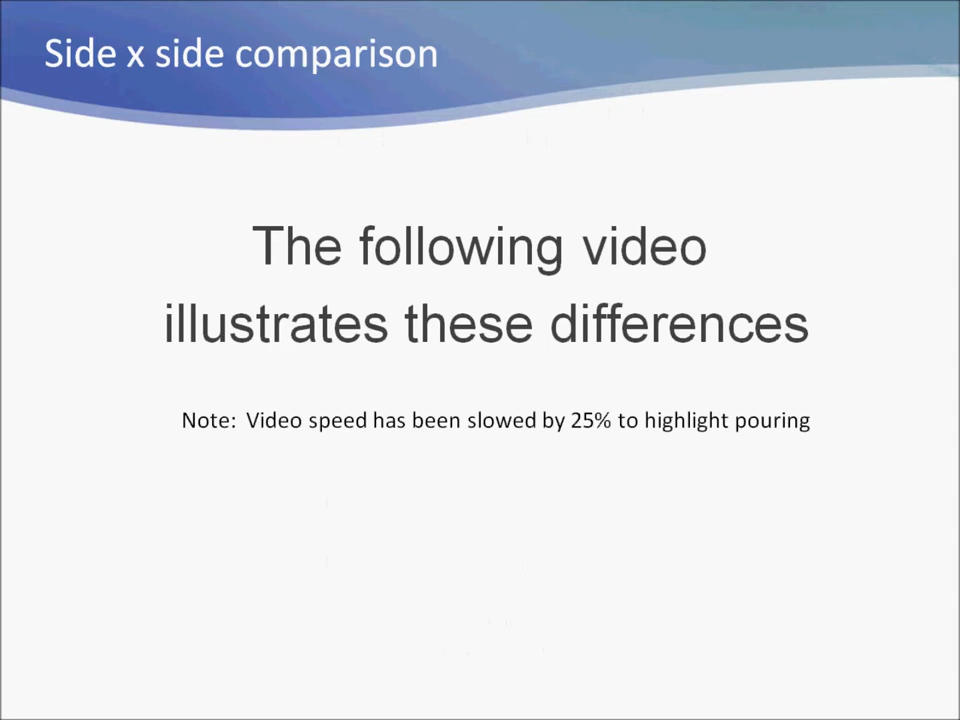 Side x side comparison
The following video
illustrates these differences
Note:  Video speed has been slowed by 25% to highlight pouring